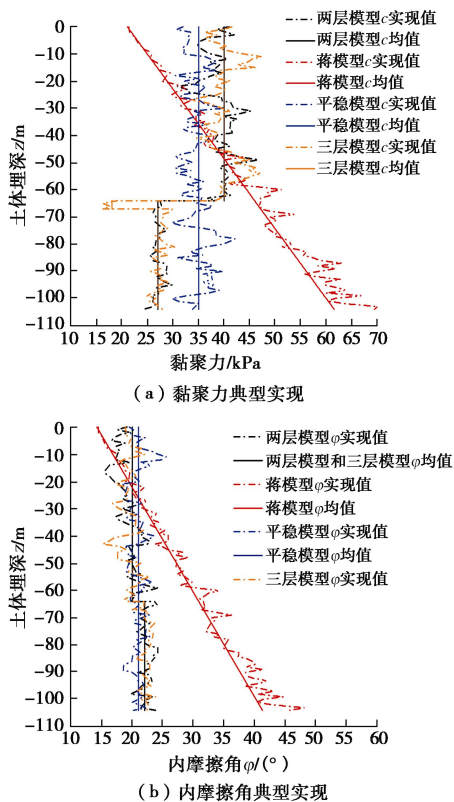 0
-10
-20
-30
-40
-50
-60
-70
-80
-90
-100
-110
土体埋深z/m
两层模型c实现值
两层模型c均值
蒋模型c实现值
蒋模型c均值
平稳模型c实现值
平稳模型c均值
三层模型c实现值
三层模型c均值
10 15 20 25 30 35 40 45 50 55 60 65 70
黏聚力/kPa
(a) 黏聚力典型实现
0
-10
-20
-30
-40
-50
-60
-70
-80
-90
-100
-110
土体埋深z/m
两层模型φ实现值
两层模型和三层模型φ均值
蒋模型φ实现值
蒋模型φ均值
平稳模型φ实现值
平稳模型φ均值
三层模型φ实现值
10 15 20 25 30 35 40 45 50 55 60
内摩擦角φ/(°)
(b) 内摩擦角典型实现